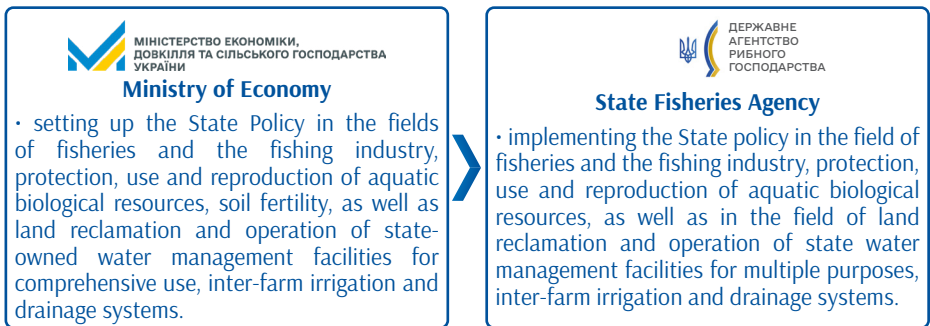 МІНІСТЕРСТВО ЕКОНОМІКИ,
ДОВКІЛЛЯ ТА СІЛЬСЬКОГО ГОСПОДАРСТВА
УКРАЇНИ
Ministry of Economy
· setting up the State Policy in the fields
of fisheries and the fishing industry,
protection, use and reproduction of aquatic
biological resources, soil fertility, as well as
land reclamation and operation of state-
owned water management facilities for
comprehensive use, inter-farm irrigation and
drainage systems.
ДЕРЖАВНЕ
АГЕНТСТВО
РИБНОГО
ГОСПОДАРСТВА
State Fisheries Agency
· implementing the State policy in the field of
fisheries and the fishing industry, protection,
use and reproduction of aquatic biological
resources, as well as in the field of land
reclamation and operation of state water
management facilities for multiple purposes,
inter-farm irrigation and drainage systems.